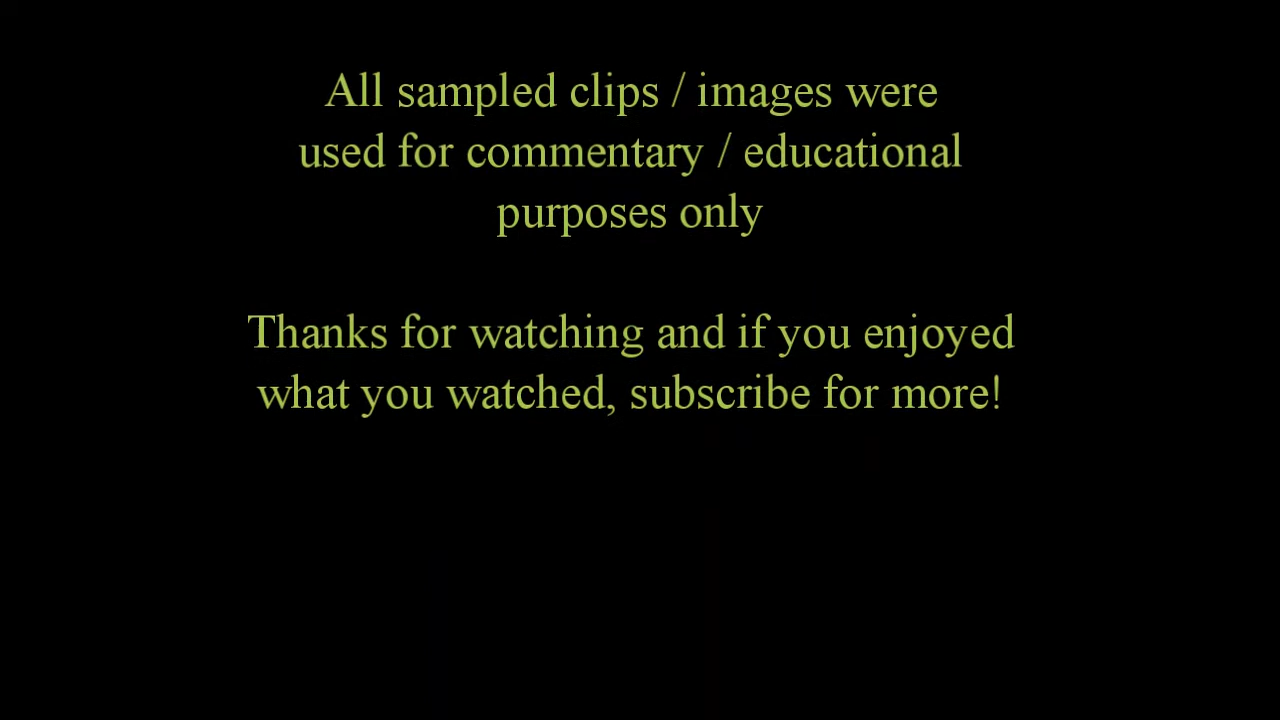 All sampled clips / images were
used for commentary / educational
purposes only
Thanks for watching and if you enjoyed
what you watched, subscribe for more!